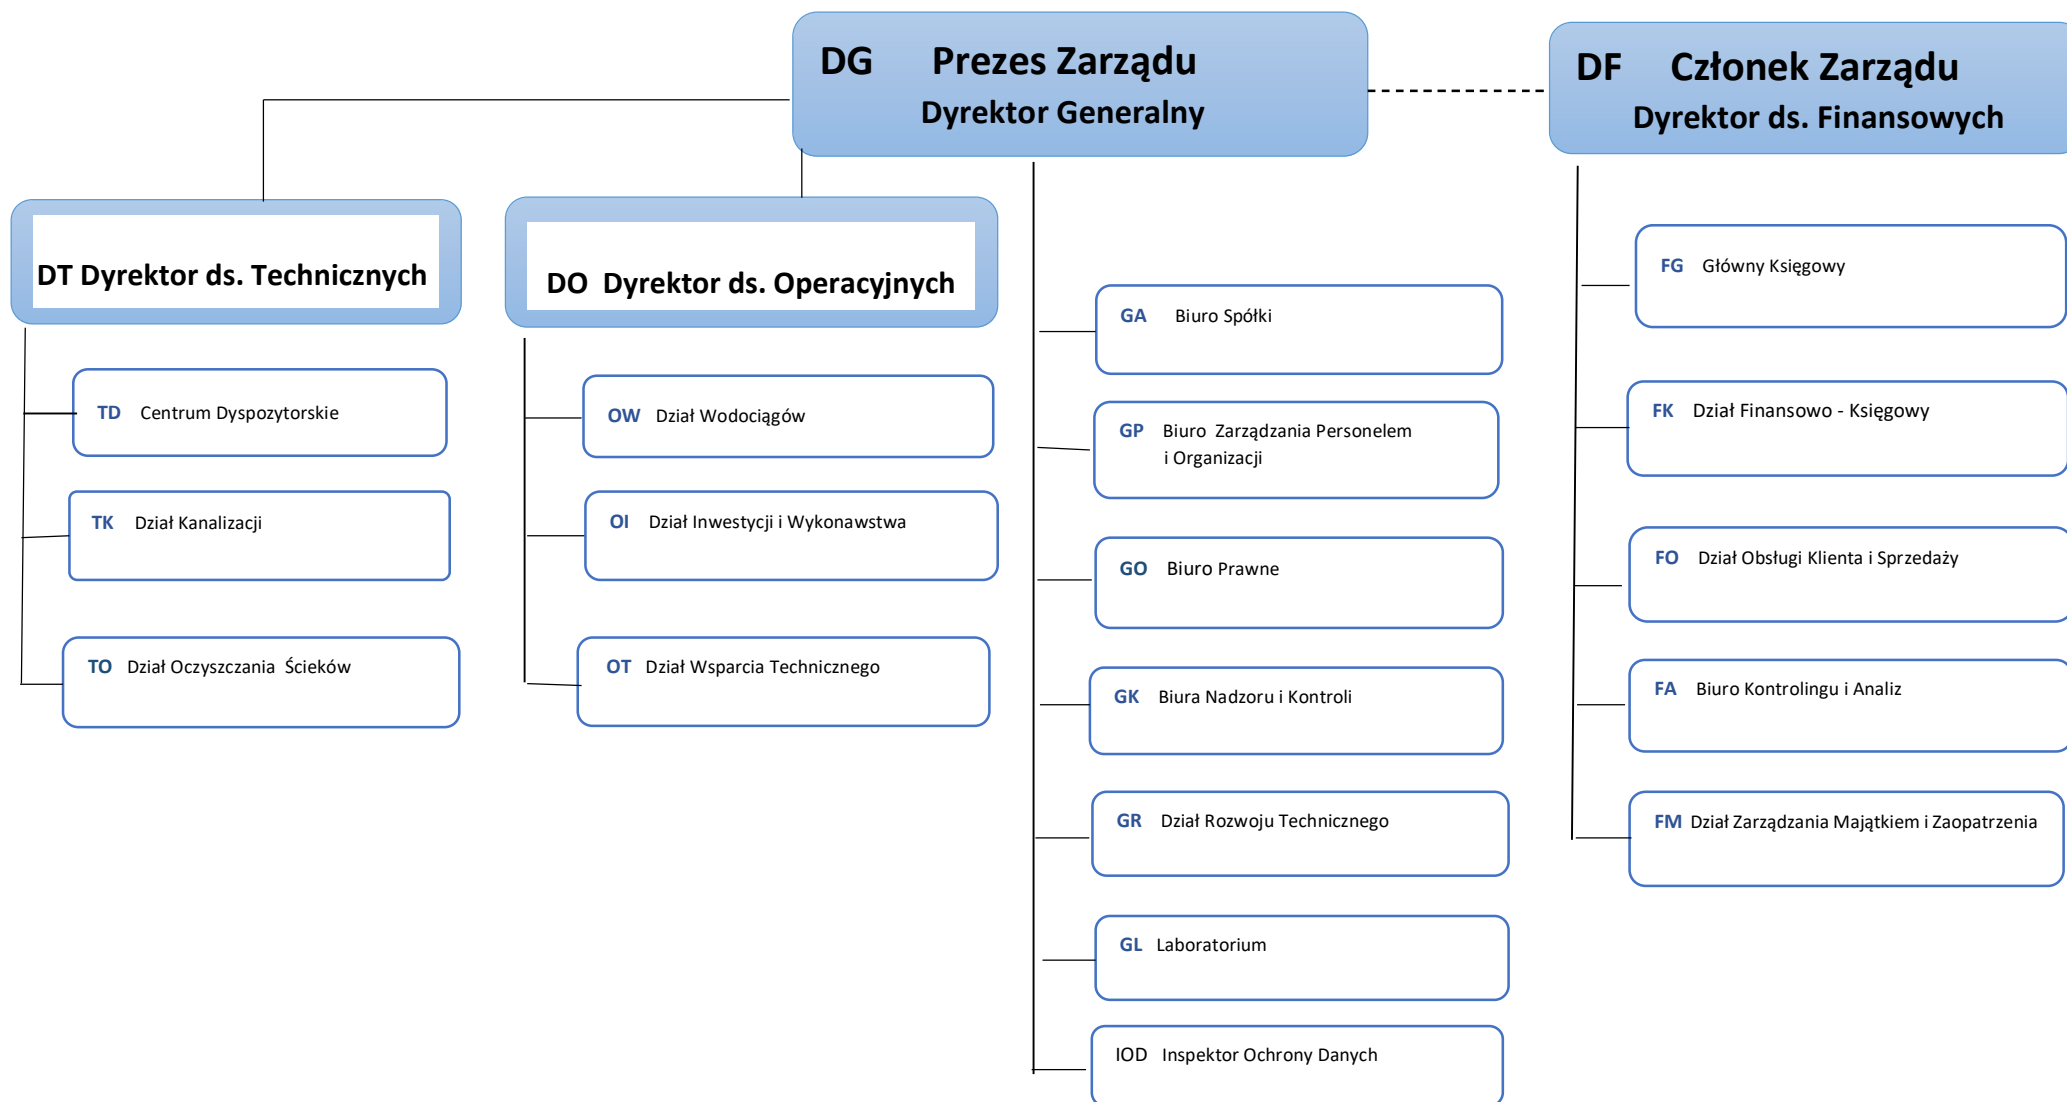 DG Prezes Zarządu
Dyrektor Generalny
DF Członek Zarządu
Dyrektor ds. Finansowych
DT Dyrektor ds. Technicznych
DO Dyrektor ds. Operacyjnych
TD Centrum Dyspozytorskie
TK Dział Kanalizacji
TO Dział Oczyszczania Ścieków
OW Dział Wodociągów
OI Dział Inwestycji i Wykonawstwa
OT Dział Wsparcia Technicznego
GA Biuro Spółki
GP Biuro Zarządzania Personelem
i Organizacji
GO Biuro Prawne
GK Biura Nadzoru i Kontroli
GR Dział Rozwoju Technicznego
GL Laboratorium
IOD Inspektor Ochrony Danych
FG Główny Księgowy
FK Dział Finansowo - Księgowy
FO Dział Obsługi Klienta i Sprzedaży
FA Biuro Kontrolingu i Analiz
FM Dział Zarządzania Majątkiem i Zaopatrzenia